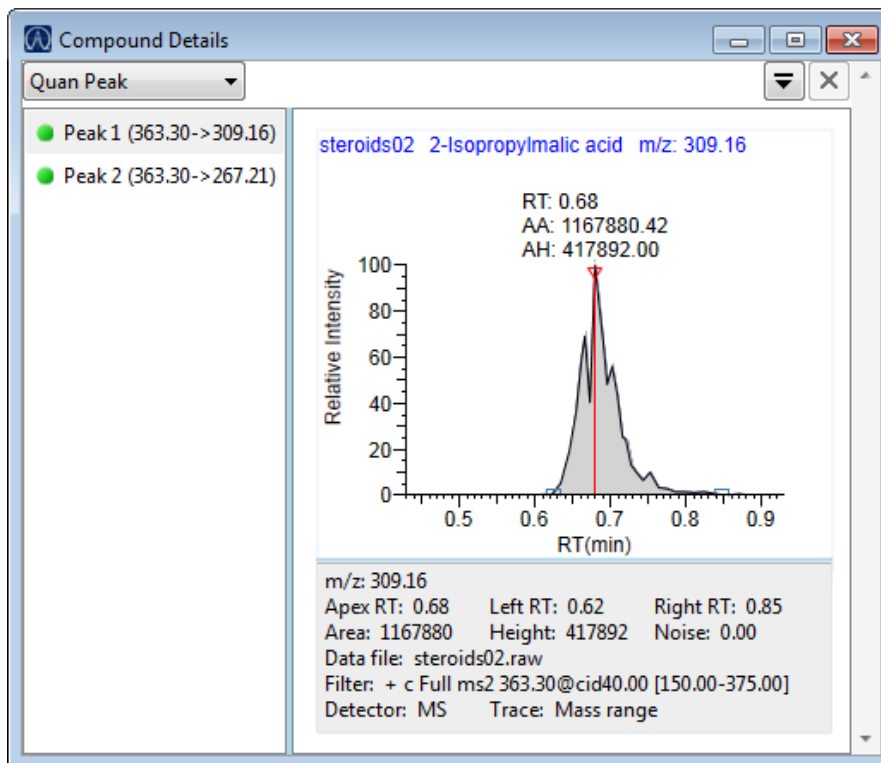 Compound Details
Quan Peak
Peak 1 (363.30->309.16)
Peak 2 (363.30->267.21)
steroids02 2-Isopropylmalic acid m/z: 309.16
RT: 0.68
AA: 1167880.42
AH: 417892.00
Relative Intensity
100
80
60
40
20
0
0.5 0.6 0.7 0.8 0.9
RT(min)
m/z: 309.16
Apex RT: 0.68 Left RT: 0.62 Right RT: 0.85
Area: 1167880 Height: 417892 Noise: 0.00
Data file: steroids02.raw
Filter: + c Full ms2 363.30@cid40.00 [150.00-375.00]
Detector: MS Trace: Mass range